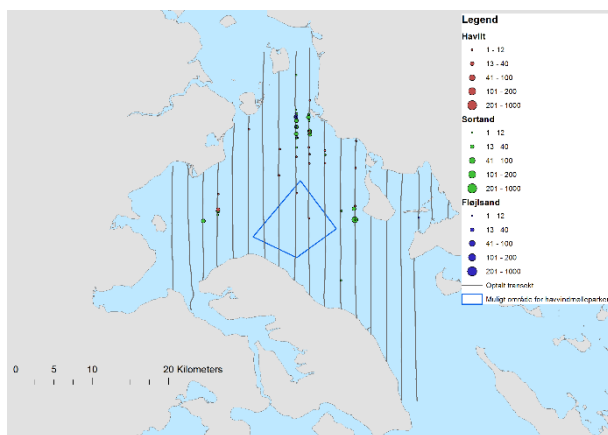 Legend
Havlit
1 - 12
13 - 40
41 - 100
101 - 200
201 - 1000
Sortand
1 - 12
13 - 40
41 - 100
101 - 200
201 - 1000
Fløjlsand
1 - 12
13 - 40
41 - 100
101 - 200
201 - 1000
Optalt transekt
Muligt område for havvindmølleparker
0 5 10 20 Kilometers